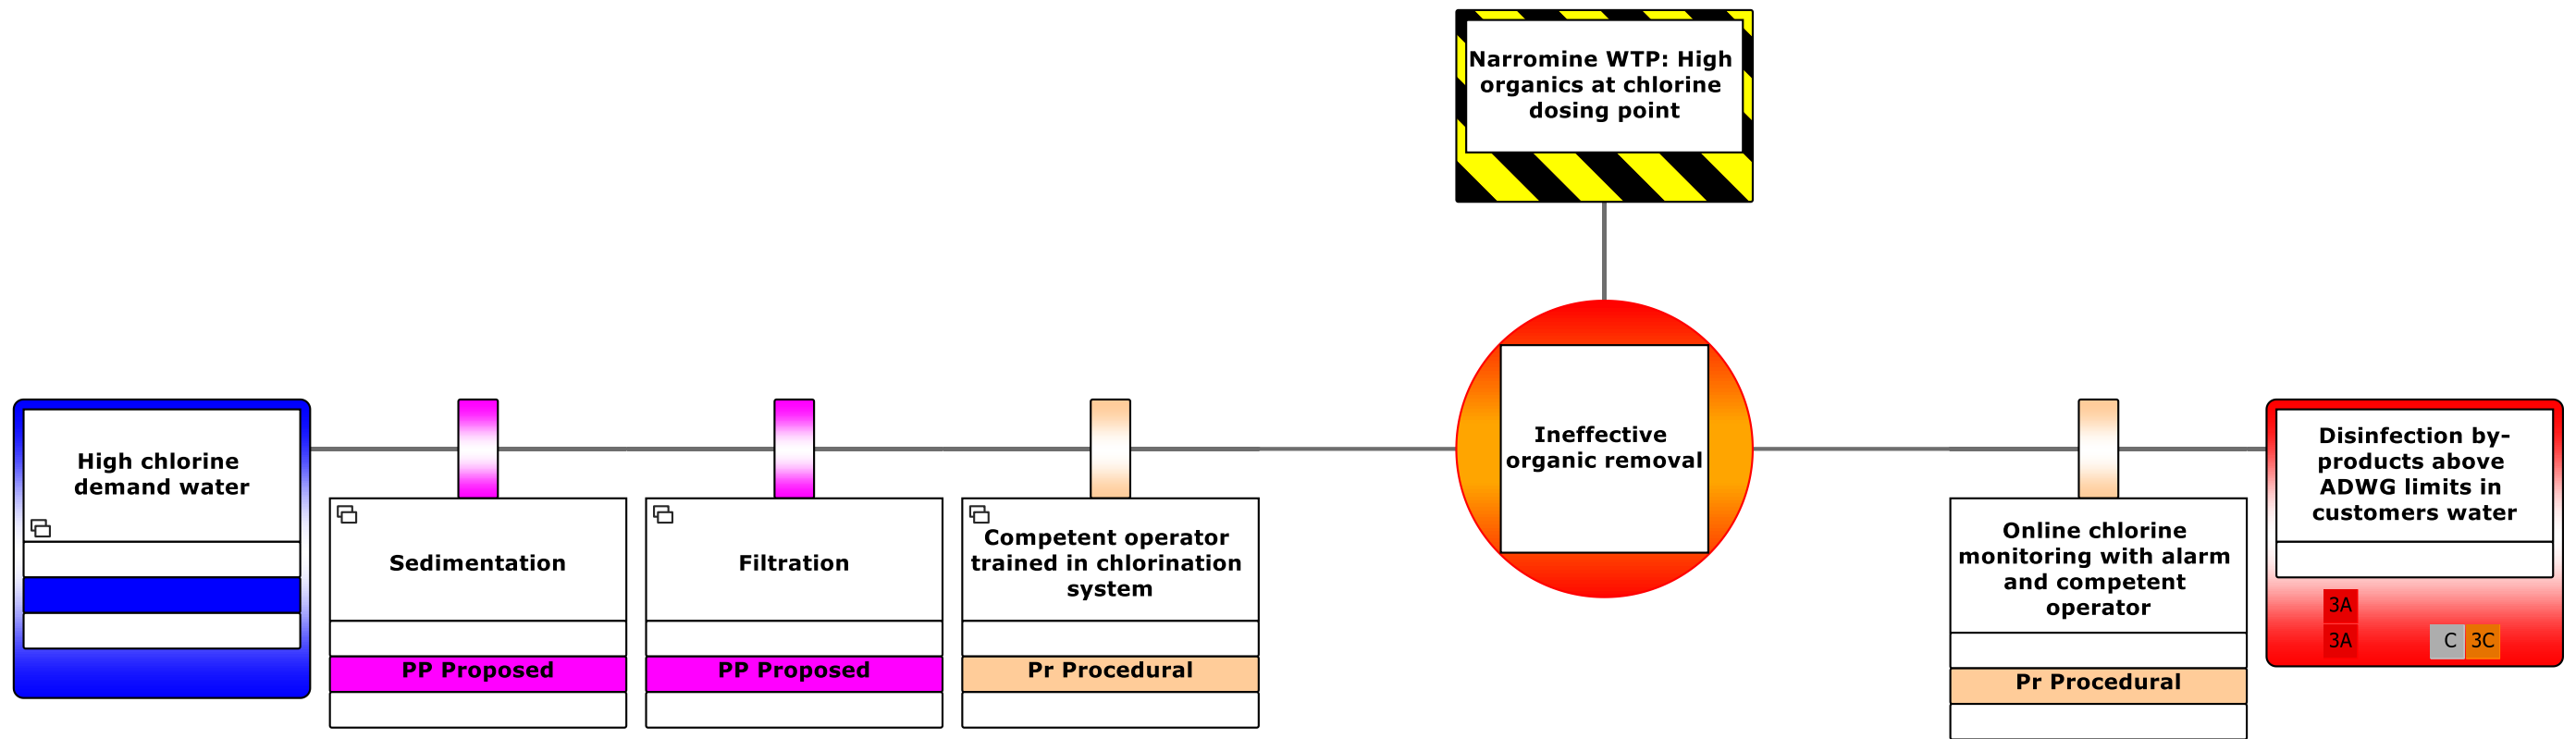 Narromine WTP: High
organics at chlorine
dosing point
High chlorine
demand water
Sedimentation
PP Proposed
Filtration
PP Proposed
Competent operator
trained in chlorination
system
Pr Procedural
Ineffective
organic removal
Online chlorine
monitoring with alarm
and competent
operator
Pr Procedural
Disinfection by-
products above
ADWG limits in
customers water
3A
3A C 3C